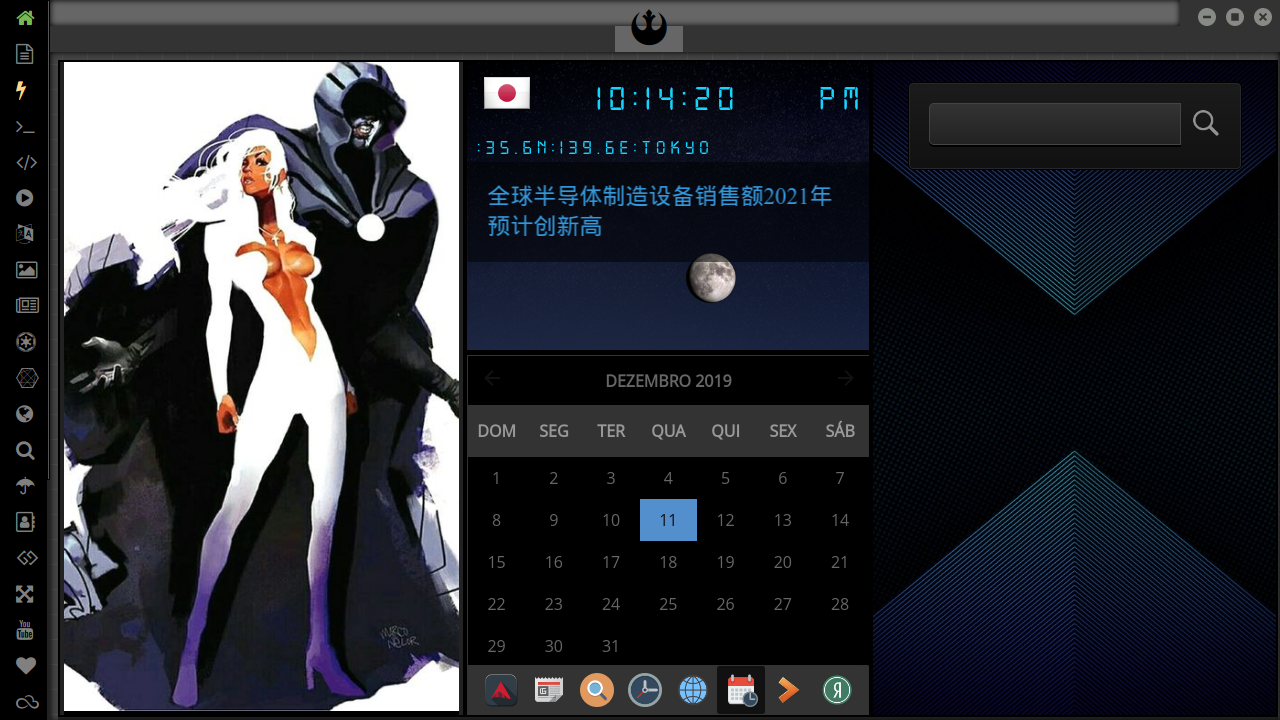 10:14:20 PM
:35.6N:139.6E:TOKYO
全球半导体制造设备销售额2021年
预计创新高
DEZEMBRO 2019
DOM SEG TER QUA QUI SEX SÁB
1 2 3 4 5 6 7
8 9 10 11 12 13 14
15 16 17 18 19 20 21
22 23 24 25 26 27 28
29 30 31
You
Tube
Я